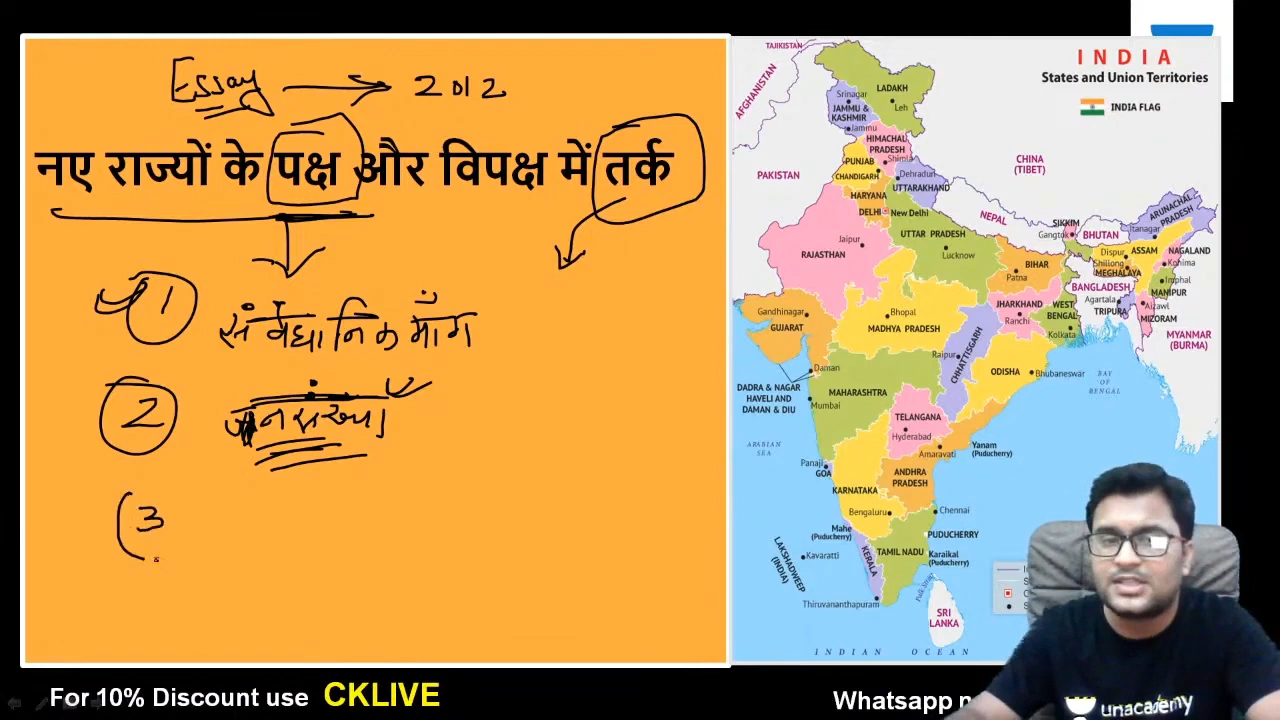 Essay → 2012
नए राज्यों के पक्ष और विपक्ष में तर्क
1 संवैधानिक माँग
2 जनसंख्या
(3
INDIA
States and Union Territories
INDIA FLAG
TAJIKISTAN
AFGHANISTAN
PAKISTAN
CHINA
(TIBET)
NEPAL
BHUTAN
BANGLADESH
MYANMAR
(BURMA)
SRI
LANKA
LADAKH
Leh
Srinagar
JAMMU &
KASHMIR
Jammu
HIMACHAL
PRADESH
Shimla
PUNJAB
CHANDIGARH
Dehradun
UTTARAKHAND
HARYANA
DELHI
New Delhi
UTTAR PRADESH
Lucknow
Jaipur
RAJASTHAN
BIHAR
Patna
SIKKIM
Gangtok
ARUNACHAL
PRADESH
Itanagar
Dispur
ASSAM
NAGALAND
Kohima
Shillong
MEGHALAYA
Imphal
MANIPUR
Agartala
TRIPURA
Aizawl
MIZORAM
JHARKHAND
Ranchi
WEST
BENGAL
Kolkata
Gandhinagar
GUJARAT
Bhopal
MADHYA PRADESH
Raipur
CHHATTISGARH
ODISHA
Bhubaneswar
BAY
OF
BENGAL
Daman
DADRA & NAGAR
HAVELI AND
DAMAN & DIU
MAHARASHTRA
Mumbai
TELANGANA
Hyderabad
Amaravati
Yanam
(Puducherry)
ARABIAN
SEA
Panaji
GOA
KARNATAKA
ANDHRA
PRADESH
Bengaluru
Chennai
Mahe
(Puducherry)
PUDUCHERRY
KERALA
TAMIL NADU
Karaikal
(Puducherry)
LAKSHADWEEP
(INDIA)
Kavaratti
Thiruvananthapuram
Palk Strait
INDIAN OCEAN
unacademy
For 10% Discount use CKLIVE
Whatsapp